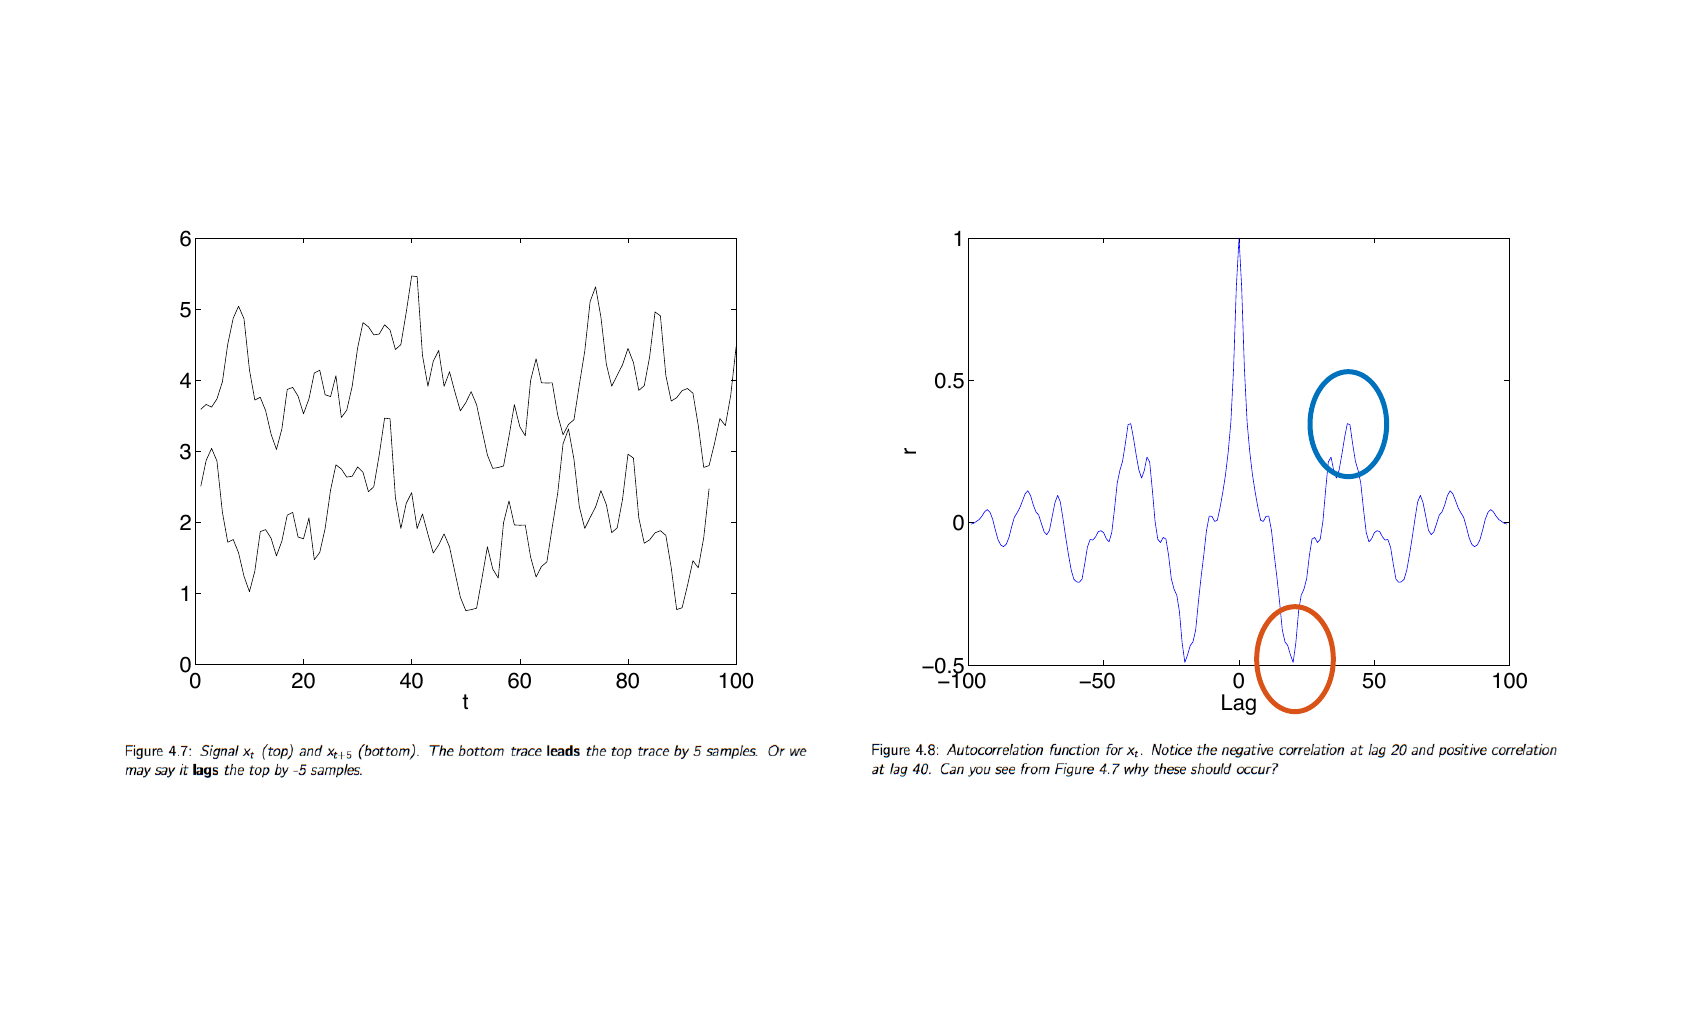 6
5
4
3
2
1
0
0 20 40 60 80 100
t
Figure 4.7: Signal xt (top) and xt+5 (bottom). The bottom trace leads the top trace by 5 samples. Or we
may say it lags the top by -5 samples.
1
0.5
r
0
−0.5
−100 −50 0 50 100
Lag
Figure 4.8: Autocorrelation function for xt. Notice the negative correlation at lag 20 and positive correlation
at lag 40. Can you see from Figure 4.7 why these should occur?